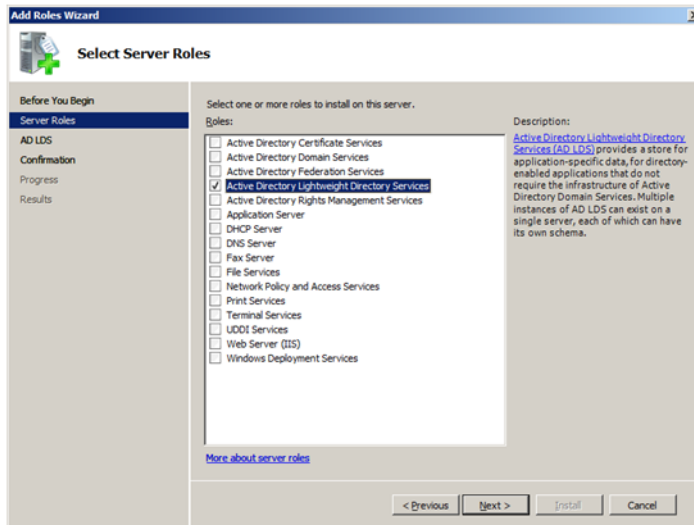 Add Roles Wizard
Select Server Roles
Before You Begin
Server Roles
AD LDS
Confirmation
Progress
Results
Select one or more roles to install on this server.
Roles:
Active Directory Certificate Services
Active Directory Domain Services
Active Directory Federation Services
Active Directory Lightweight Directory Services
Active Directory Rights Management Services
Application Server
DHCP Server
DNS Server
Fax Server
File Services
Network Policy and Access Services
Print Services
Terminal Services
UDDI Services
Web Server (IIS)
Windows Deployment Services
More about server roles
Description:
Active Directory Lightweight Directory
Services (AD LDS) provides a store for
application-specific data, for directory-
enabled applications that do not
require the infrastructure of Active
Directory Domain Services. Multiple
instances of AD LDS can exist on a
single server, each of which can have
its own schema.
< Previous
Next >
Install
Cancel